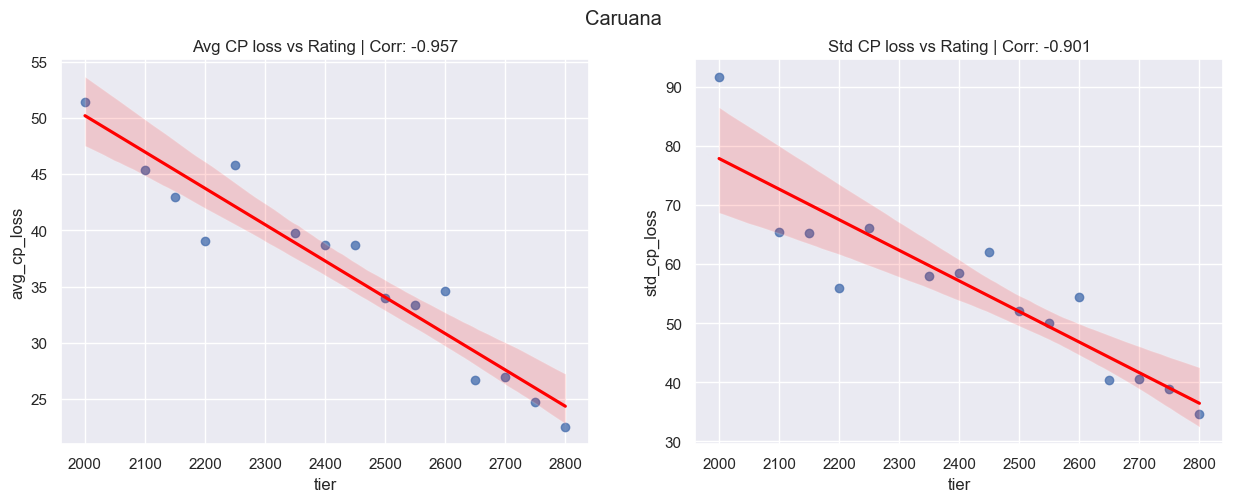 Caruana
Avg CP loss vs Rating | Corr: -0.957
avg_cp_loss
55
50
45
40
35
30
25
2000 2100 2200 2300 2400 2500 2600 2700 2800
tier
Std CP loss vs Rating | Corr: -0.901
std_cp_loss
90
80
70
60
50
40
30
2000 2100 2200 2300 2400 2500 2600 2700 2800
tier